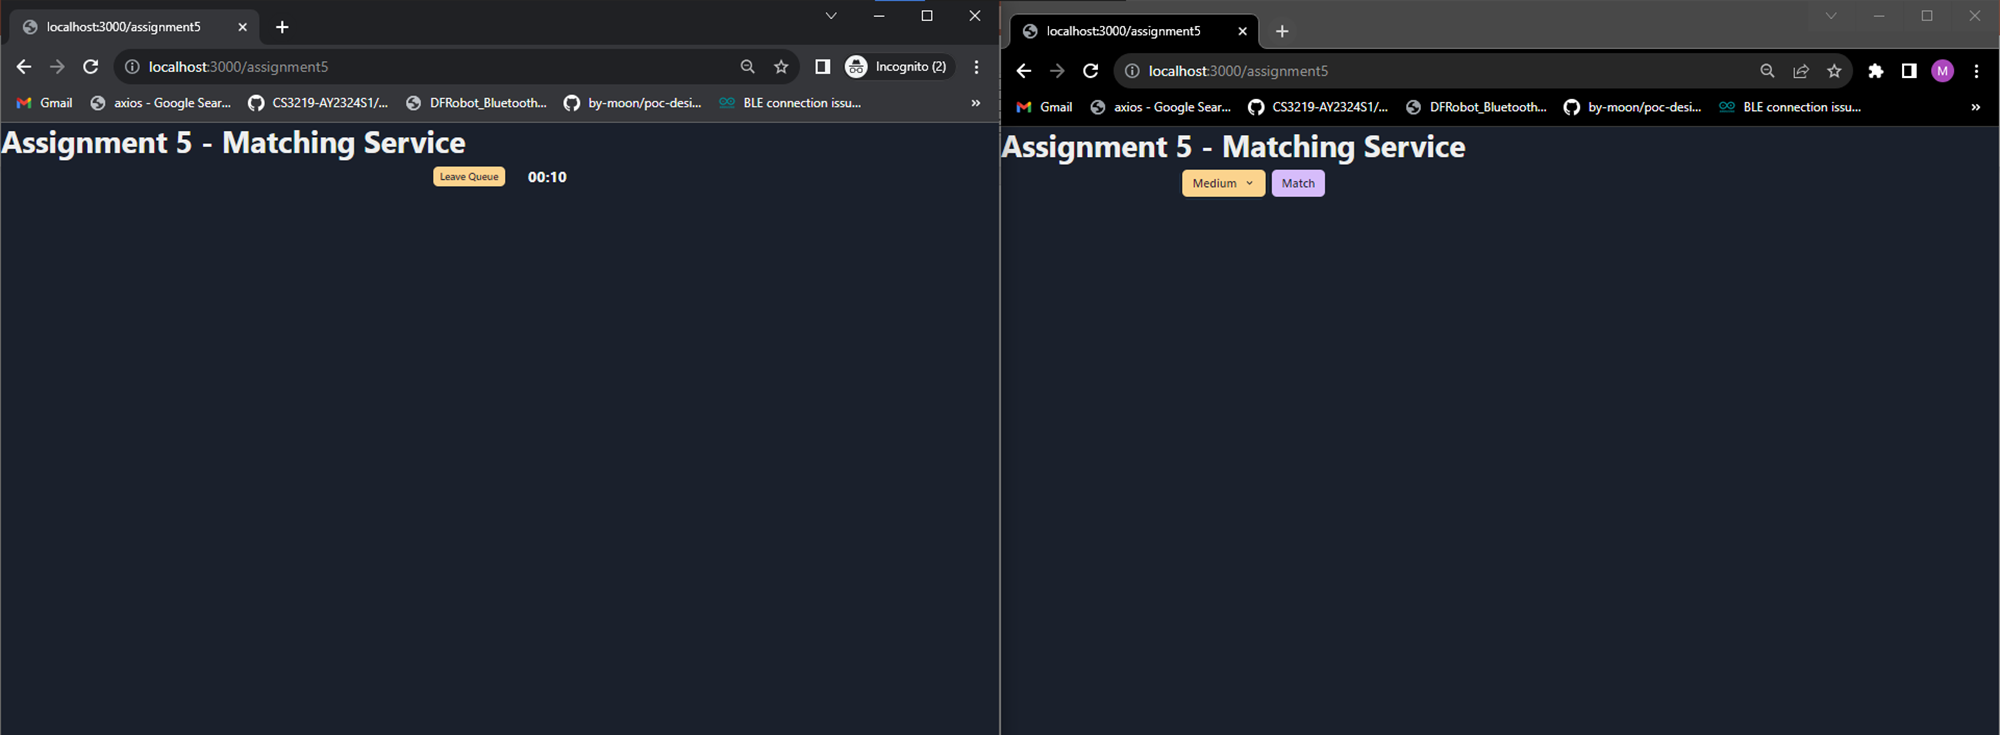 localhost:3000/assignment5
localhost:3000/assignment5
Incognito (2)
Gmail
axios - Google Sear...
CS3219-AY2324S1/...
DFRobot_Bluetooth...
by-moon/poc-desi...
BLE connection issu...
»
Assignment 5 - Matching Service
Leave Queue
00:10
localhost:3000/assignment5
localhost:3000/assignment5
M
Gmail
axios - Google Sear...
CS3219-AY2324S1/...
DFRobot_Bluetooth...
by-moon/poc-desi...
BLE connection issu...
»
Assignment 5 - Matching Service
Medium
Match